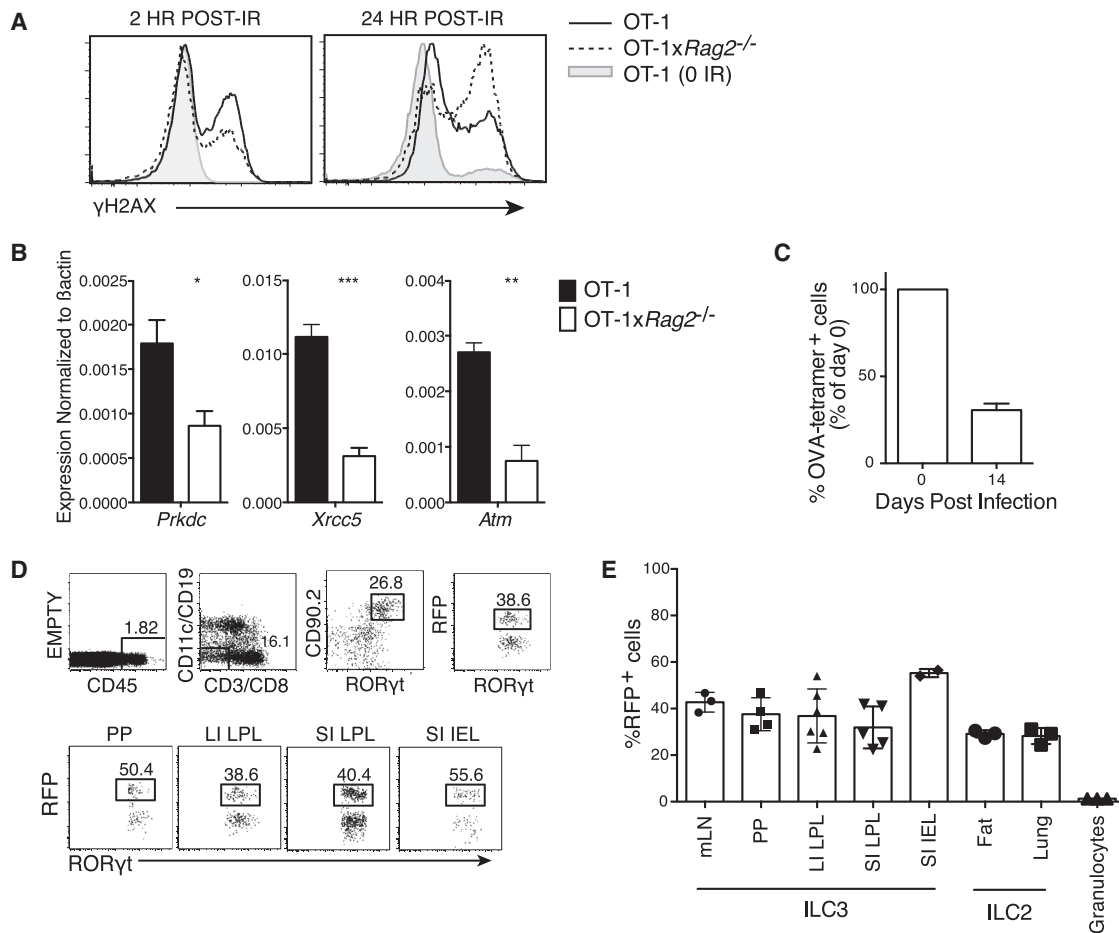 A
2 HR POST-IR
24 HR POST-IR
OT-1
OT-1xRag2-/-
OT-1 (0 IR)
γH2AX
B
Expression Normalized to ßactin
0.0025
0.0020
0.0015
0.0010
0.0005
0.0000
*
Prkdc
0.015
0.010
0.005
0.000
***
Xrcc5
0.004
0.003
0.002
0.001
0.000
**
Atm
OT-1
OT-1xRag2-/-
C
% OVA-tetramer+ cells
(% of day 0)
100
50
0
0
14
Days Post Infection
D
EMPTY
1.82
CD45
CD11c/CD19
16.1
CD3/CD8
CD90.2
26.8
RORγt
RFP
38.6
RORγt
PP
LI LPL
SI LPL
SI IEL
RFP
50.4
38.6
40.4
55.6
RORγt
E
%RFP+ cells
100
80
60
40
20
0
mLN
PP
LI LPL
SI LPL
SI IEL
Fat
Lung
Granulocytes
ILC3
ILC2